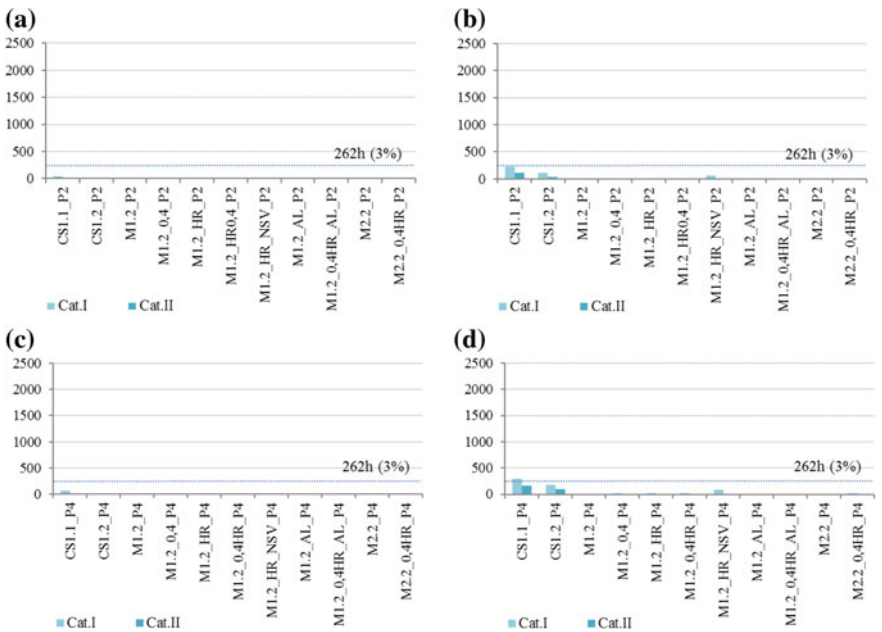 (a)
2500
2000
1500
1000
500
0
262h (3%)
CS1.1_P2
CS1.2_P2
M1.2_P2
M1.2_0,4_P2
M1.2_HR_P2
M1.2_HR0,4_P2
M1.2_HR_NSV_P2
M1.2_AL_P2
M1.2_0,4HR_AL_P2
M2.2_P2
M2.2_0,4HR_P2
Cat.I Cat.II
(b)
2500
2000
1500
1000
500
0
262h (3%)
CS1.1_P2
CS1.2_P2
M1.2_P2
M1.2_0,4_P2
M1.2_HR_P2
M1.2_HR0,4_P2
M1.2_HR_NSV_P2
M1.2_AL_P2
M1.2_0,4HR_AL_P2
M2.2_P2
M2.2_0,4HR_P2
Cat.I Cat.II
(c)
2500
2000
1500
1000
500
0
262h (3%)
CS1.1_P4
CS1.2_P4
M1.2_P4
M1.2_0,4_P4
M1.2_HR_P4
M1.2_0,4HR_P4
M1.2_HR_NSV_P4
M1.2_AL_P4
M1.2_0,4HR_AL_P4
M2.2_P4
M2.2_0,4HR_P4
Cat.I Cat.II
(d)
2500
2000
1500
1000
500
0
262h (3%)
CS1.1_P4
CS1.2_P4
M1.2_P4
M1.2_0,4_P4
M1.2_HR_P4
M1.2_0,4HR_P4
M1.2_HR_NSV_P4
M1.2_AL_P4
M1.2_0,4HR_AL_P4
M2.2_P4
M2.2_0,4HR_P4
Cat.I Cat.II